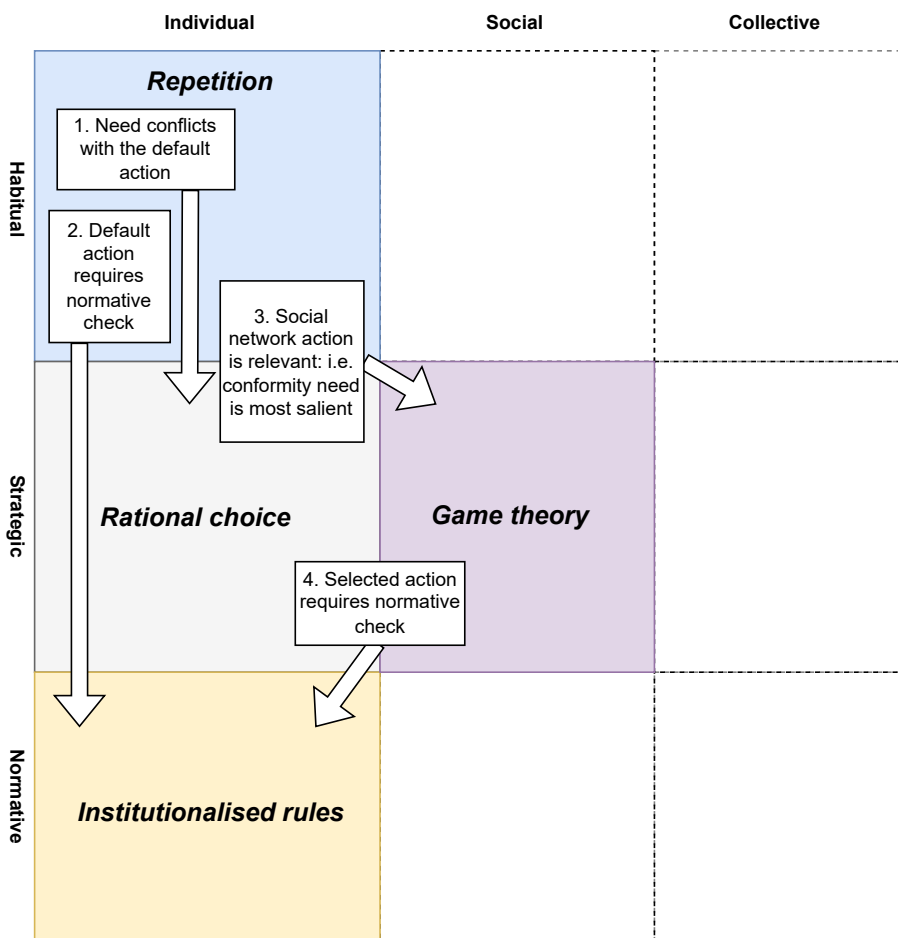 Individual
Social
Collective
Habitual
Repetition
1. Need conflicts
with the default
action
2. Default
action
requires
normative
check
3. Social
network action
is relevant: i.e.
conformity need
is most salient
Strategic
Rational choice
Game theory
4. Selected action
requires normative
check
Normative
Institutionalised rules